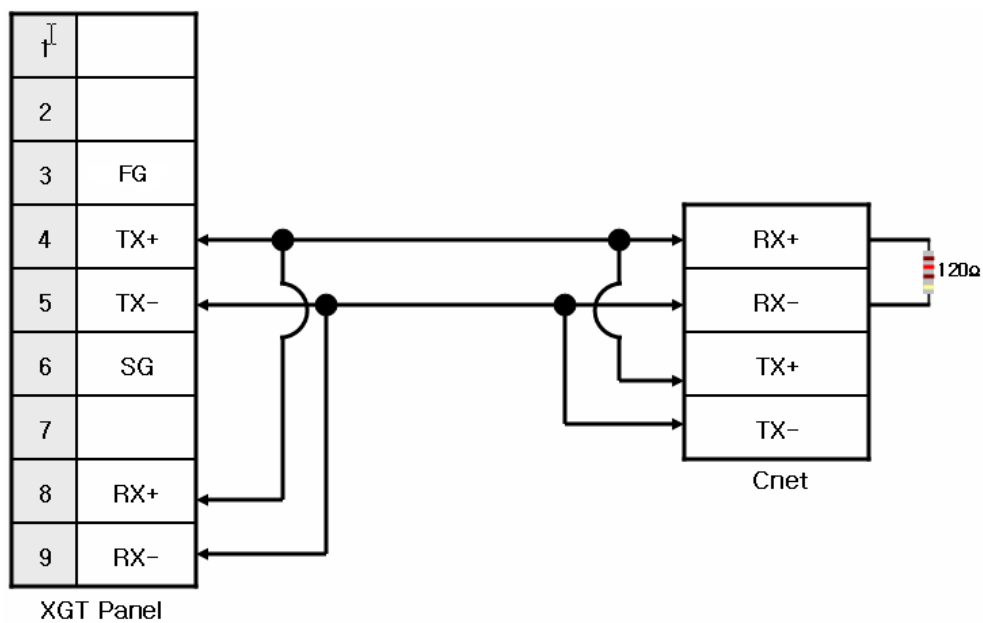 1
2
3 FG
4 TX+
5 TX-
6 SG
7
8 RX+
9 RX-
XGT Panel
RX+
RX-
TX+
TX-
Cnet
120Ω